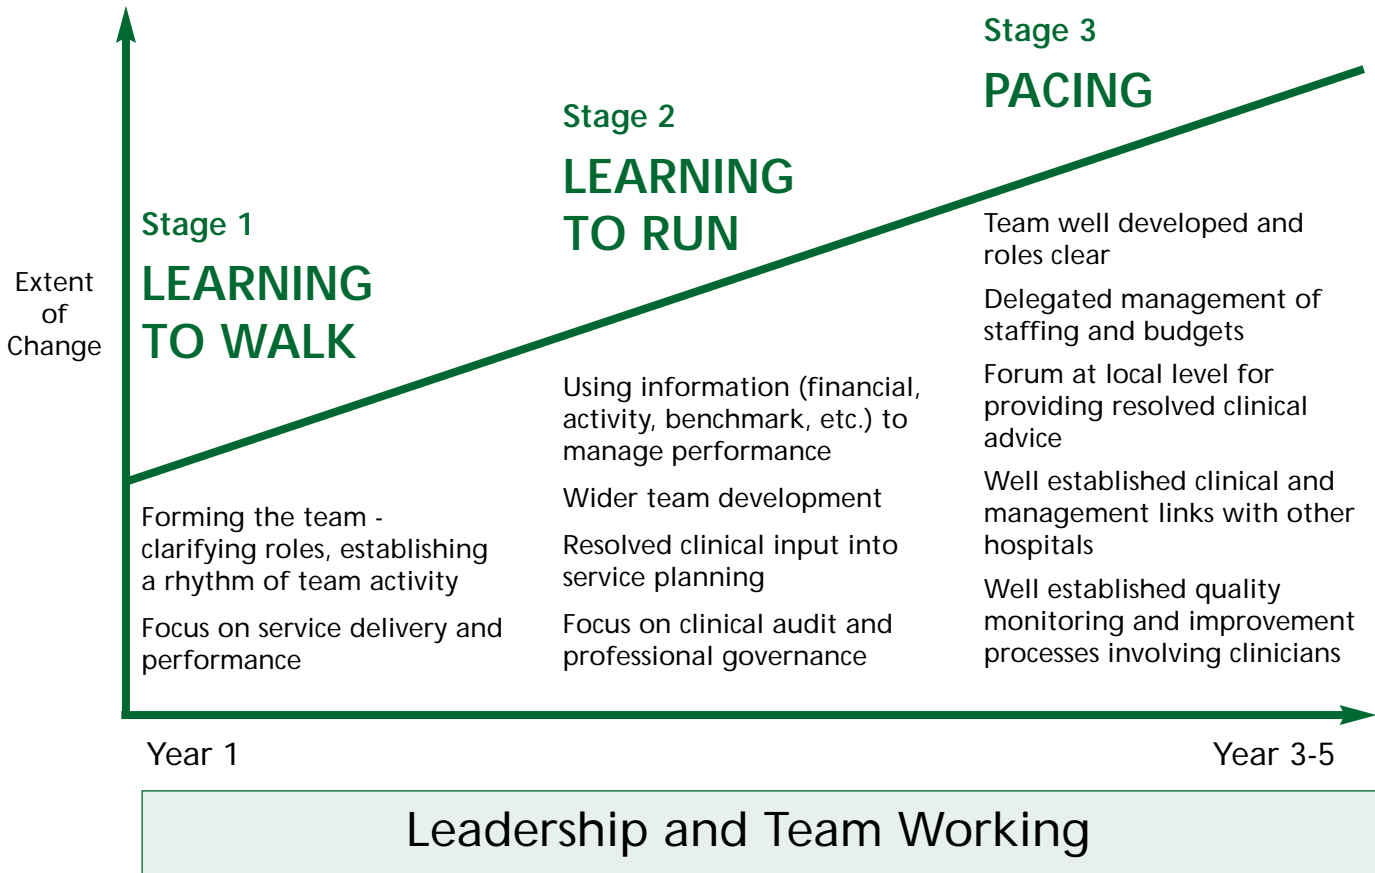 Extent
of
Change
Stage 1
LEARNING
TO WALK
Forming the team -
clarifying roles, establishing
a rhythm of team activity
Focus on service delivery and
performance
Stage 2
LEARNING
TO RUN
Using information (financial,
activity, benchmark, etc.) to
manage performance
Wider team development
Resolved clinical input into
service planning
Focus on clinical audit and
professional governance
Stage 3
PACING
Team well developed and
roles clear
Delegated management of
staffing and budgets
Forum at local level for
providing resolved clinical
advice
Well established clinical and
management links with other
hospitals
Well established quality
monitoring and improvement
processes involving clinicians
Year 1
Year 3-5
Leadership and Team Working